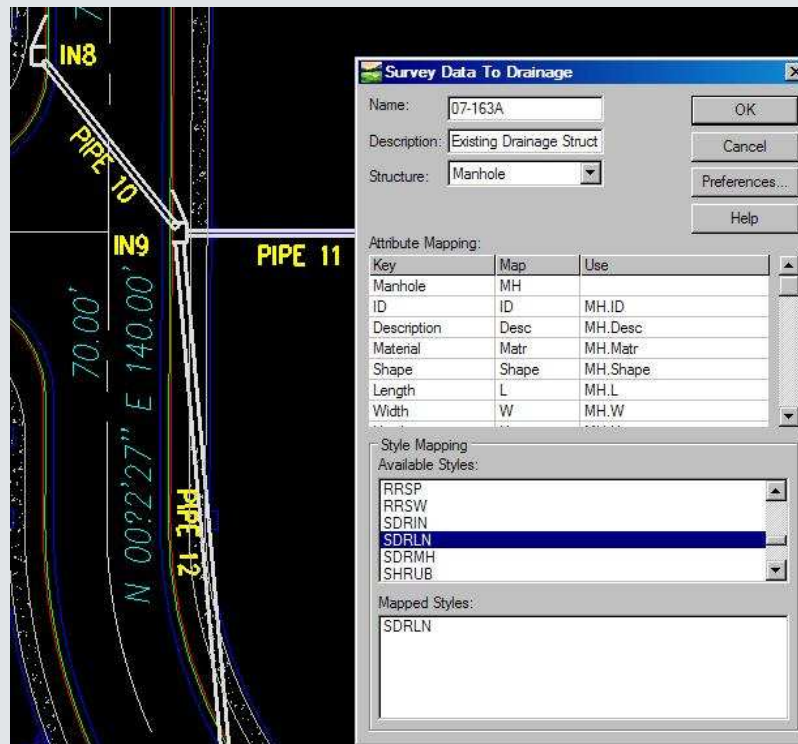 IN8
PIPE 10
IN9
PIPE 11
70.00'
N 00?2'27" E 140.00'
PIPE 12
Survey Data To Drainage
Name: 07-163A
Description: Existing Drainage Struct
Structure: Manhole
OK
Cancel
Preferences...
Help
Attribute Mapping:
Key Map Use
Manhole MH
ID ID MH.ID
Description Desc MH.Desc
Material Matr MH.Matr
Shape Shape MH.Shape
Length L MH.L
Width W MH.W
Style Mapping
Available Styles:
RRSP
RRSW
SDRIN
SDRLN
SDRMH
SHRUB
Mapped Styles:
SDRLN